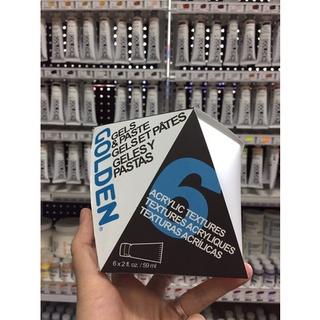 GOLDEN®
GELS
& PASTE
GELS ET PÂTES
GELES Y
PASTAS
6
ACRYLIC TEXTURES
TEXTURES ACRYLIQUES
TEXTURAS ACRÍLICAS
6 x 2 fl. oz. / 59 ml